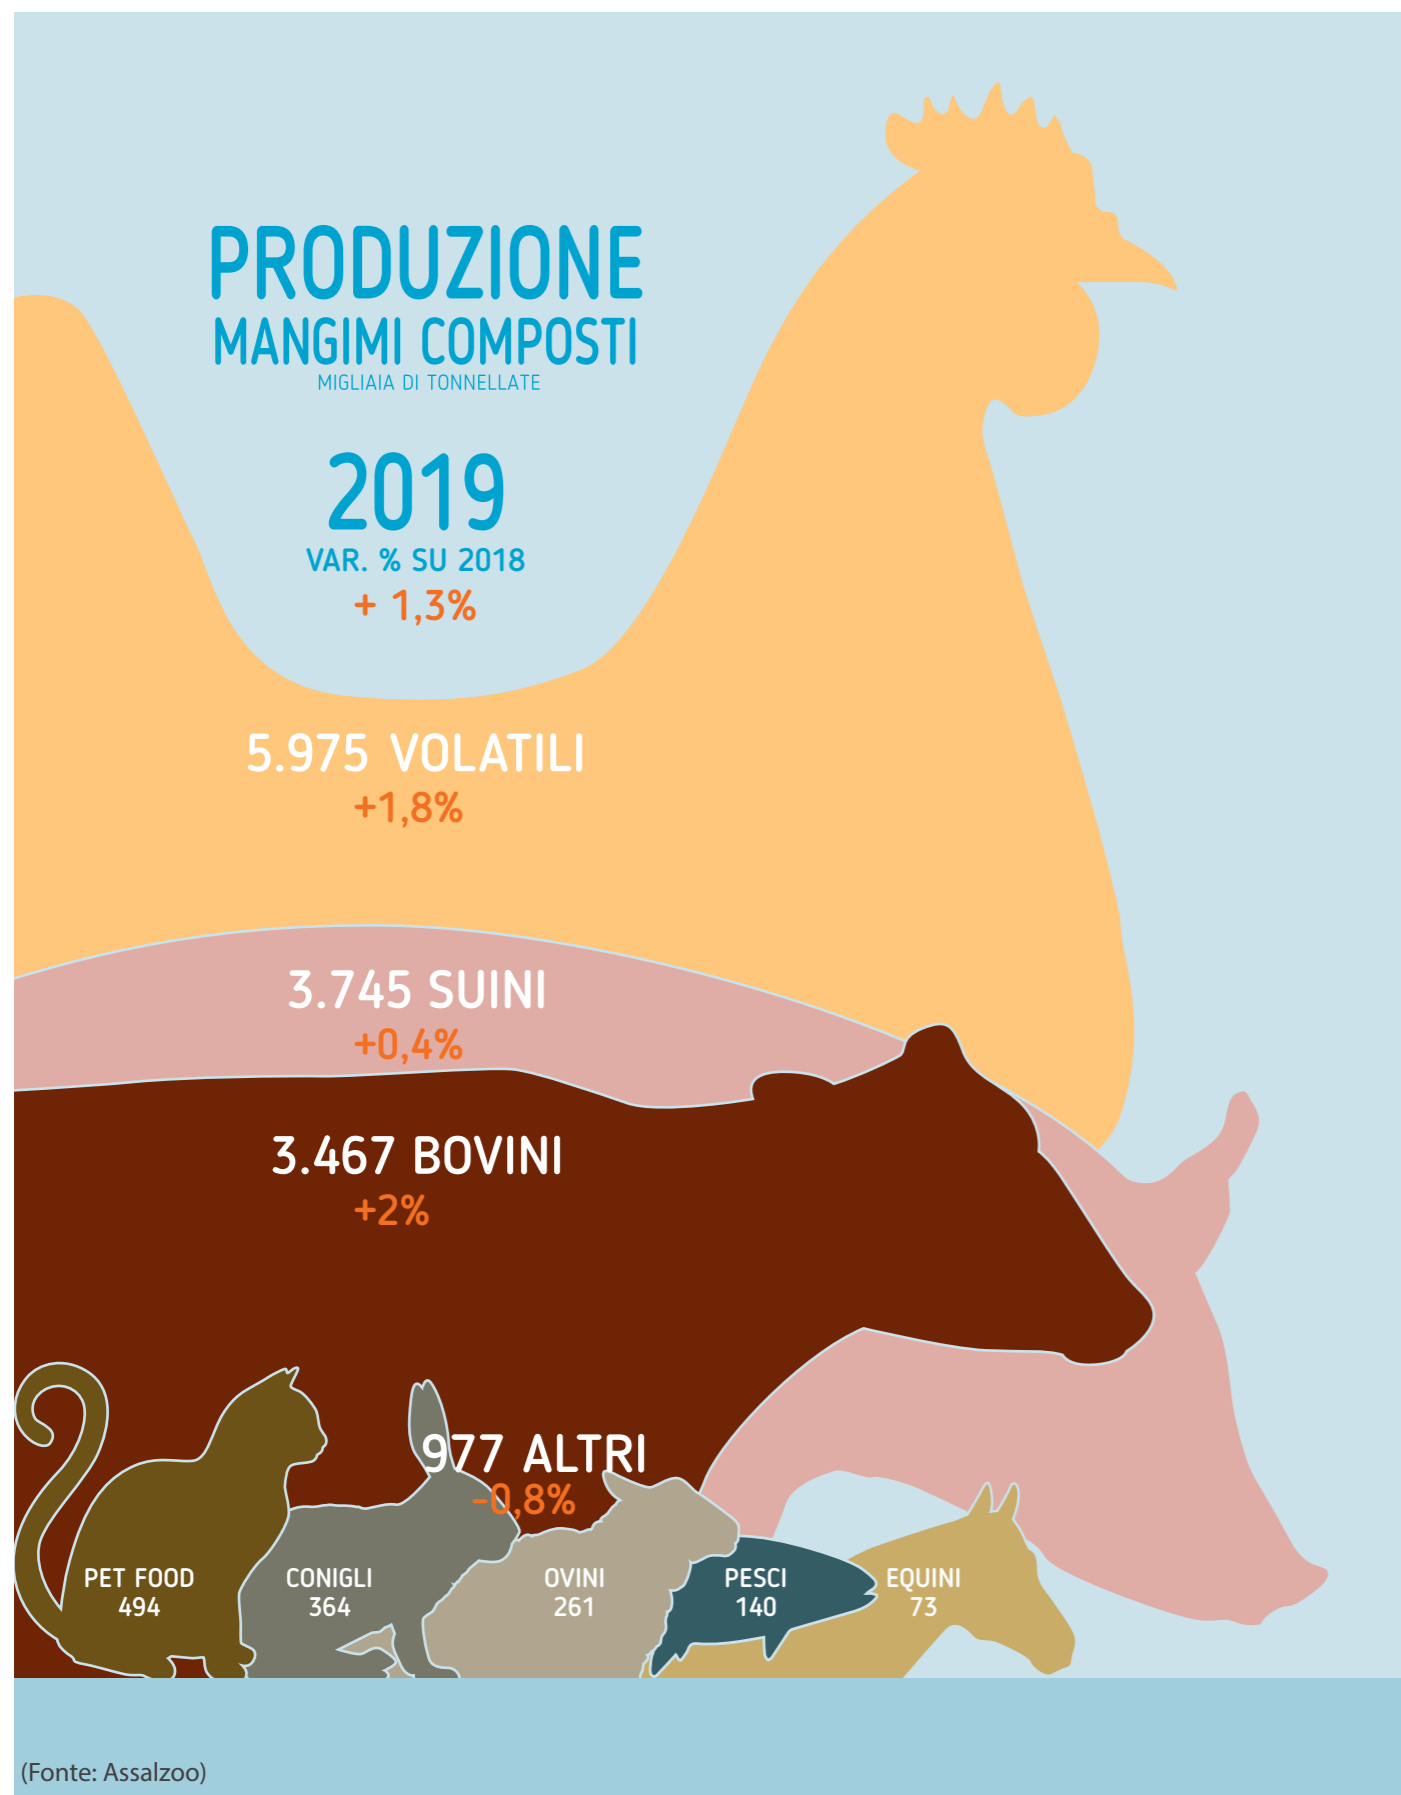 PRODUZIONE
MANGIMI COMPOSTI
MIGLIAIA DI TONNELLATE
2019
VAR. % SU 2018
+ 1,3%
5.975 VOLATILI
+1,8%
3.745 SUINI
+0,4%
3.467 BOVINI
+2%
977 ALTRI
-0,8%
PET FOOD
494
CONIGLI
364
OVINI
261
PESCI
140
EQUINI
73
(Fonte: Assalzoo)